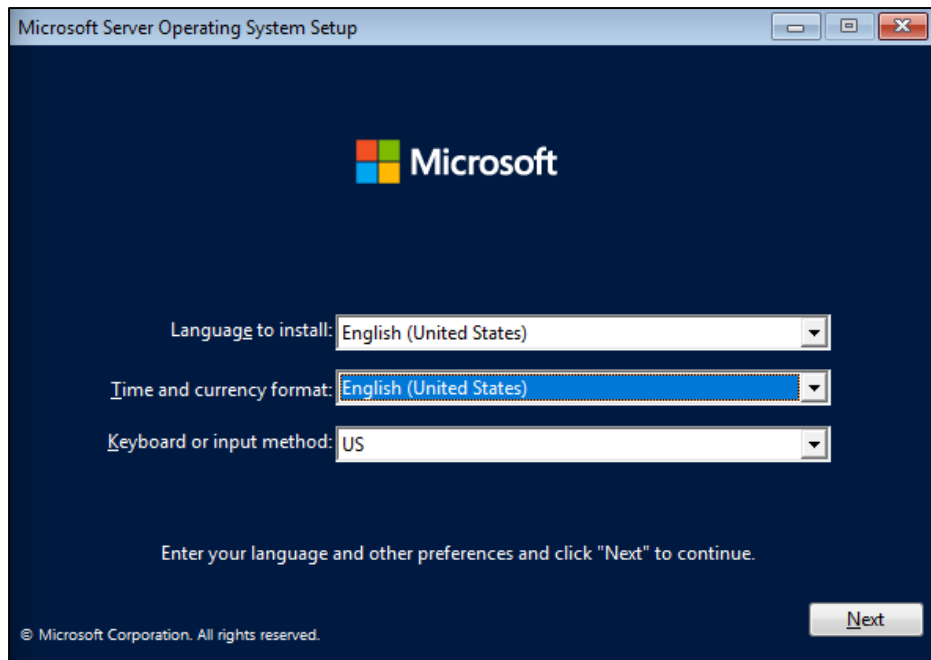 Microsoft Server Operating System Setup
Microsoft
Language to install: English (United States)
Time and currency format: English (United States)
Keyboard or input method: US
Enter your language and other preferences and click "Next" to continue.
Next
© Microsoft Corporation. All rights reserved.